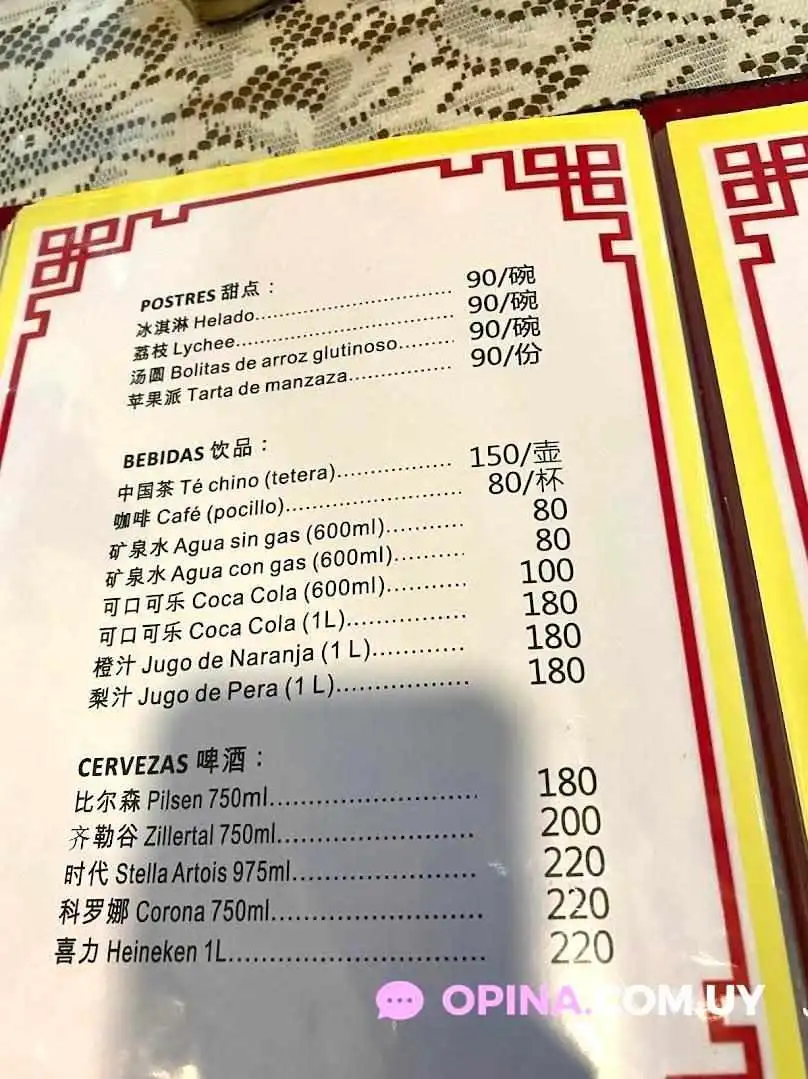 POSTRES 甜点：
冰淇淋 Helado.......................................... 90/碗
荔枝 Lychee.............................................. 90/碗
汤圆 Bolitas de arroz glutinoso............ 90/碗
苹果派 Tarta de manzaza..................... 90/份
BEBIDAS 饮品：
中国茶 Té chino (tetera)..................... 150/壶
咖啡 Café (pocillo)................................ 80/杯
矿泉水 Agua sin gas (600ml)............... 80
矿泉水 Agua con gas (600ml)............. 80
可口可乐 Coca Cola (600ml).............. 100
可口可乐 Coca Cola (1L)..................... 180
橙汁 Jugo de Naranja (1 L)................ 180
梨汁 Jugo de Pera (1 L)....................... 180
CERVEZAS 啤酒：
比尔森 Pilsen 750ml................................ 180
齐勒谷 Zillertal 750ml.............................. 200
时代 Stella Artois 975ml........................... 220
科罗娜 Corona 750ml............................... 220
喜力 Heineken 1L...................................... 220
OPINA.COM.UY